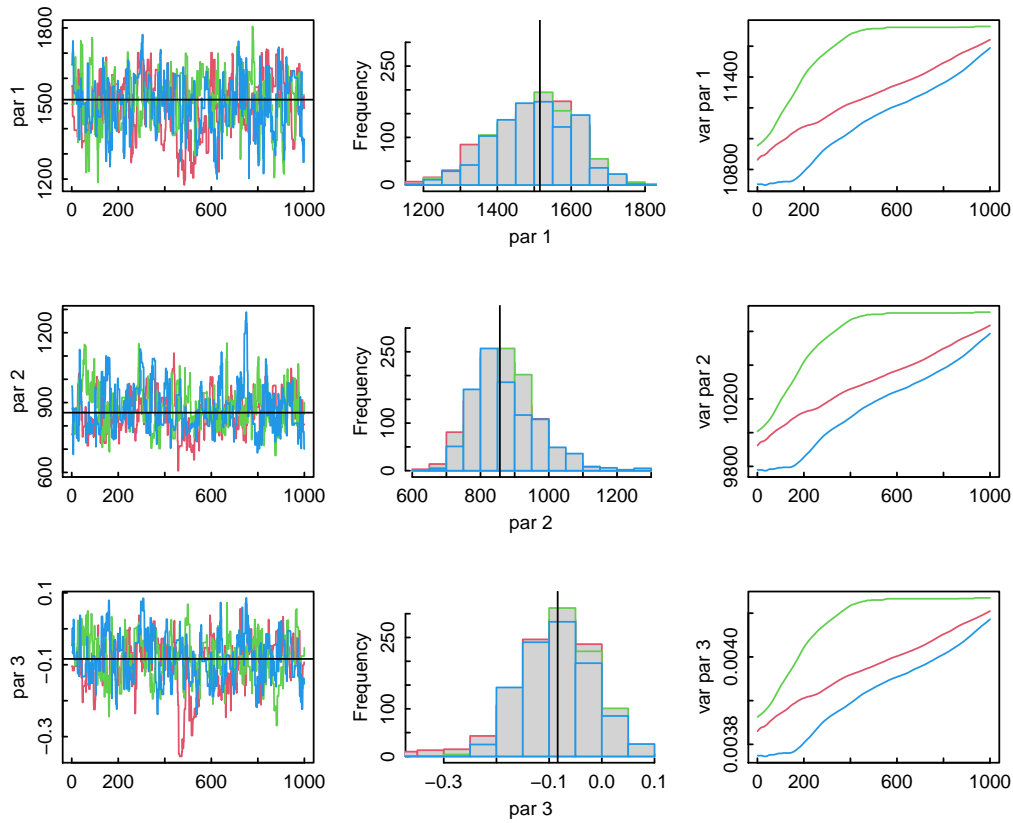 par 1
1200 1500 1800
0 200 600 1000
Frequency
0 100 250
1200 1400 1600 1800
par 1
var par 1
10800 11400
0 200 600 1000
par 2
600 900 1200
0 200 600 1000
Frequency
0 100 250
600 800 1000 1200
par 2
var par 2
9800 10200
0 200 600 1000
par 3
−0.3 −0.1 0.1
0 200 600 1000
Frequency
0 100 250
−0.3 −0.1 0.0 0.1
par 3
var par 3
0.0038 0.0040
0 200 600 1000